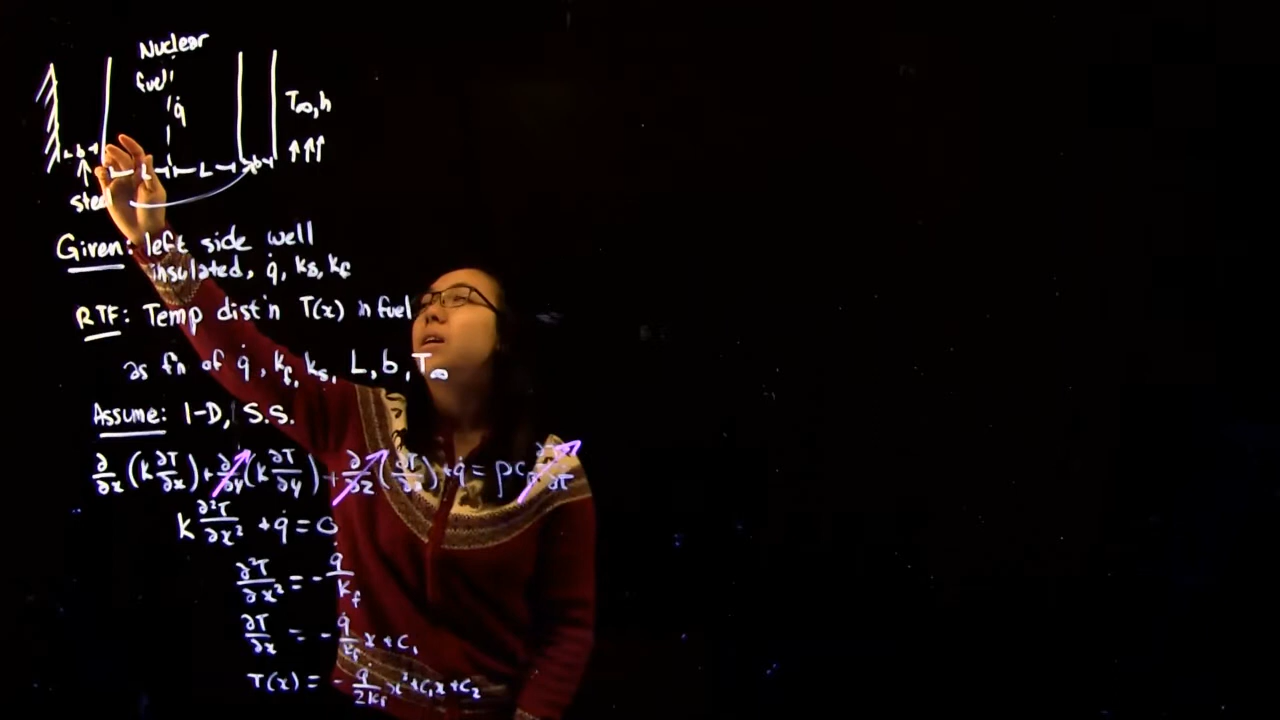 Nuclear
fuel
q̇
T∞, h
b
L
L
b
steel
Given: left side well
insulated, q̇, ks, kf
RTF: Temp dist'n T(x) in fuel
as fn of q̇, kf, ks, L, b, T∞
Assume: 1-D, S.S.
∂/∂x (k ∂T/∂x) + ∂/∂y (k ∂T/∂y) + ∂/∂z (∂T/∂z) + q̇ = ρc ∂T/∂t
k ∂²T/∂x² + q̇ = 0
∂²T/∂x² = - q̇/kf
∂T/∂x = - q̇/kf x + c₁
T(x) = - q̇/2kf x² + c₁x + c₂